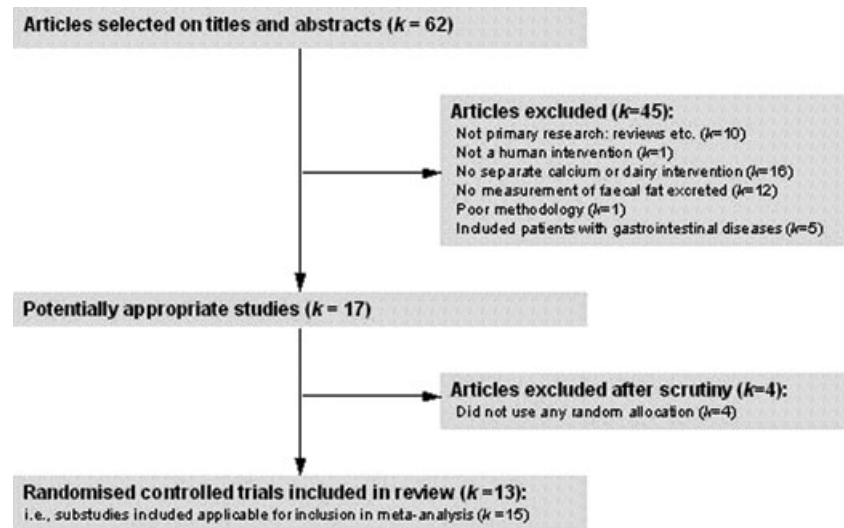 Articles selected on titles and abstracts (k = 62)
Articles excluded (k=45):
Not primary research: reviews etc. (k=10)
Not a human intervention (k=1)
No separate calcium or dairy intervention (k=16)
No measurement of faecal fat excreted (k=12)
Poor methodology (k=1)
Included patients with gastrointestinal diseases (k=5)
Potentially appropriate studies (k = 17)
Articles excluded after scrutiny (k=4):
Did not use any random allocation (k=4)
Randomised controlled trials included in review (k =13):
i.e., substudies included applicable for inclusion in meta-analysis (k =15)